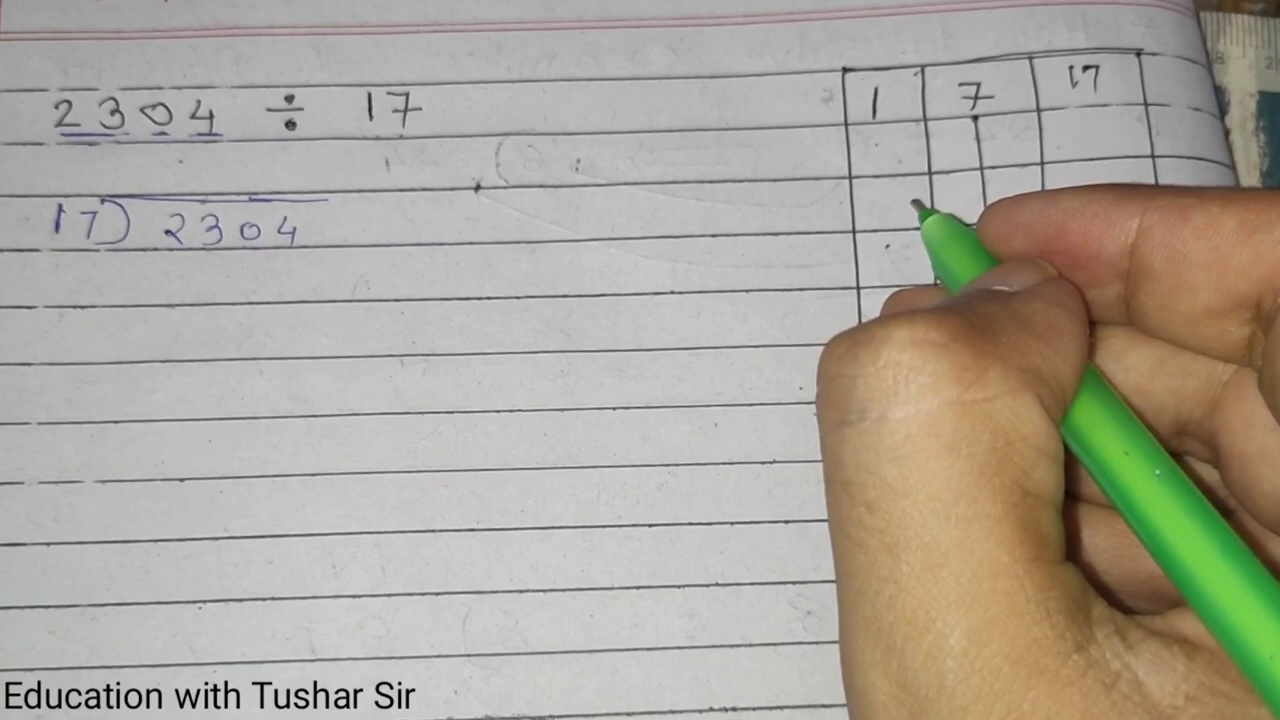 2304 ÷ 17
17) 2304
1 7 17
Education with Tushar Sir